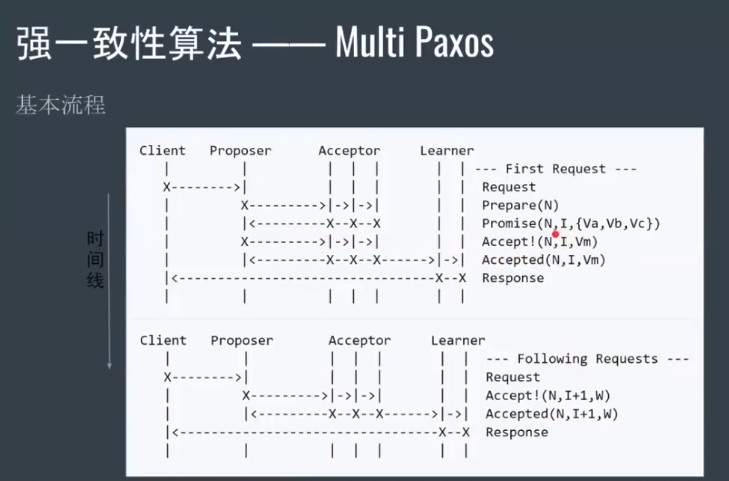 强一致性算法 —— Multi Paxos
基本流程
时间线
Client Proposer Acceptor Learner
| | | | | | | --- First Request ---
X-------->| | | | | | Request
| X--------->|->|->| | | Prepare(N)
| |<---------X--X--X | | Promise(N,I,{Va,Vb,Vc})
| X--------->|->|->| | | Accept!(N,I,Vm)
| |<---------X--X--X------>|->| Accepted(N,I,Vm)
|<---------------------------------X--X Response
| | | | | | |
Client Proposer Acceptor Learner
| | | | | | | --- Following Requests ---
X-------->| | | | | | Request
| X--------->|->|->| | | Accept!(N,I+1,W)
| |<---------X--X--X------>|->| Accepted(N,I+1,W)
|<---------------------------------X--X Response
| | | | | | |